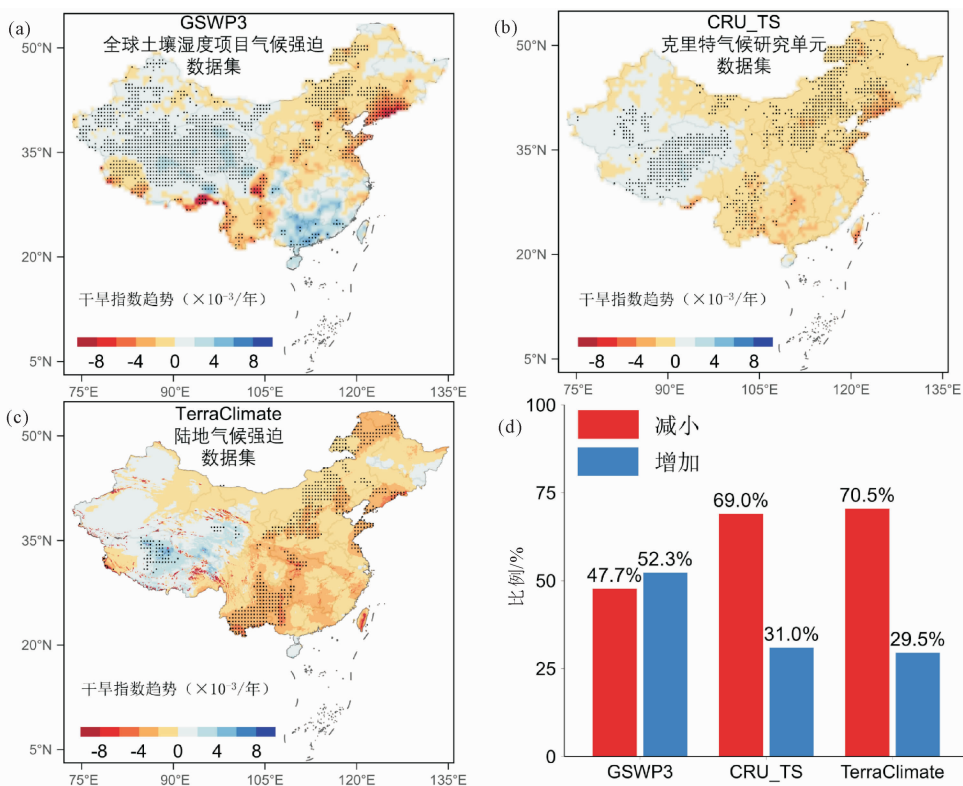 (a)
GSWP3
全球土壤湿度项目气候强迫
数据集
50°N
35°N
20°N
5°N
干旱指数趋势（×10⁻³/年）
-8 -4 0 4 8
75°E 90°E 105°E 120°E 135°E
(b)
CRU_TS
克里特气候研究单元
数据集
50°N
35°N
20°N
5°N
干旱指数趋势（×10⁻³/年）
-8 -4 0 4 8
75°E 90°E 105°E 120°E 135°E
(c)
TerraClimate
陆地气候强迫
数据集
50°N
35°N
20°N
5°N
干旱指数趋势（×10⁻³/年）
-8 -4 0 4 8
75°E 90°E 105°E 120°E 135°E
(d)
减小
增加
比例/%
100
75
50
25
0
47.7% 52.3%
69.0% 31.0%
70.5% 29.5%
GSWP3 CRU_TS TerraClimate